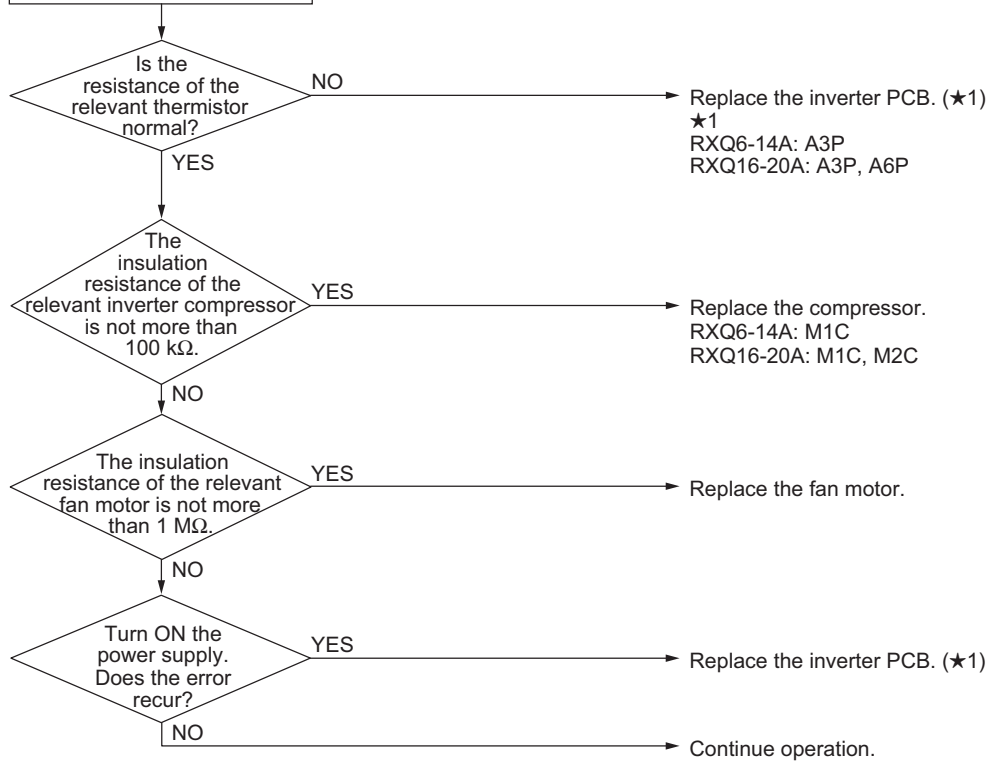 Is the
resistance of the
relevant thermistor
normal?
NO
Replace the inverter PCB. (★1)
★1
RXQ6-14A: A3P
RXQ16-20A: A3P, A6P
YES
The
insulation
resistance of the
relevant inverter compressor
is not more than
100 kΩ.
YES
Replace the compressor.
RXQ6-14A: M1C
RXQ16-20A: M1C, M2C
NO
The insulation
resistance of the relevant
fan motor is not more
than 1 MΩ.
YES
Replace the fan motor.
NO
Turn ON the
power supply.
Does the error
recur?
YES
Replace the inverter PCB. (★1)
NO
Continue operation.